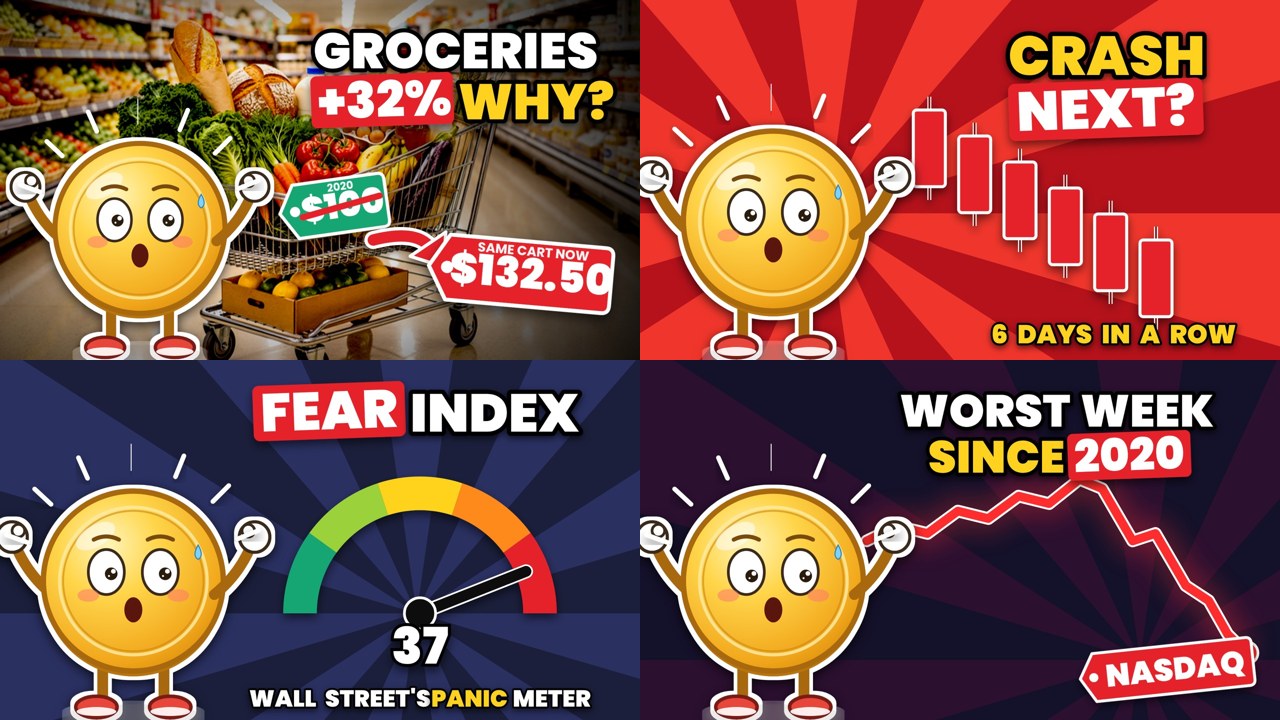 GROCERIES
+32% WHY?
2020
$100
SAME CART NOW
$132.50
CRASH
NEXT?
6 DAYS IN A ROW
FEAR INDEX
37
WALL STREET'S PANIC METER
WORST WEEK
SINCE 2020
NASDAQ